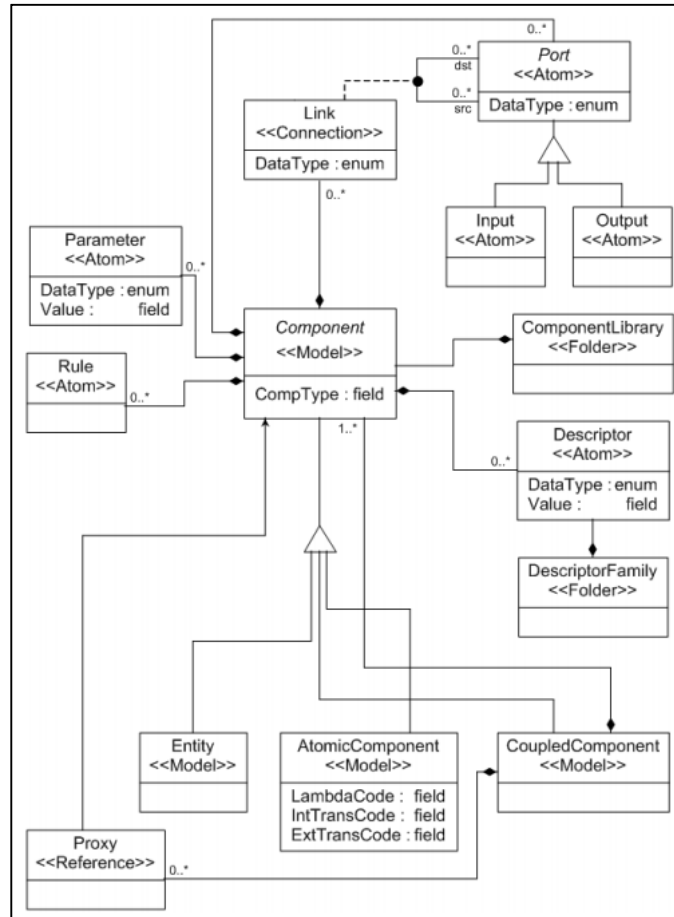 0..*
Port
<<Atom>>
DataType : enum
0..*
dst
0..*
src
Link
<<Connection>>
DataType : enum
0..*
Input
<<Atom>>
Output
<<Atom>>
Parameter
<<Atom>>
DataType : enum
Value : field
0..*
Component
<<Model>>
CompType : field
1..*
ComponentLibrary
<<Folder>>
Rule
<<Atom>>
0..*
Descriptor
<<Atom>>
DataType : enum
Value : field
0..*
DescriptorFamily
<<Folder>>
Entity
<<Model>>
AtomicComponent
<<Model>>
LambdaCode : field
IntTransCode : field
ExtTransCode : field
CoupledComponent
<<Model>>
Proxy
<<Reference>>
0..*